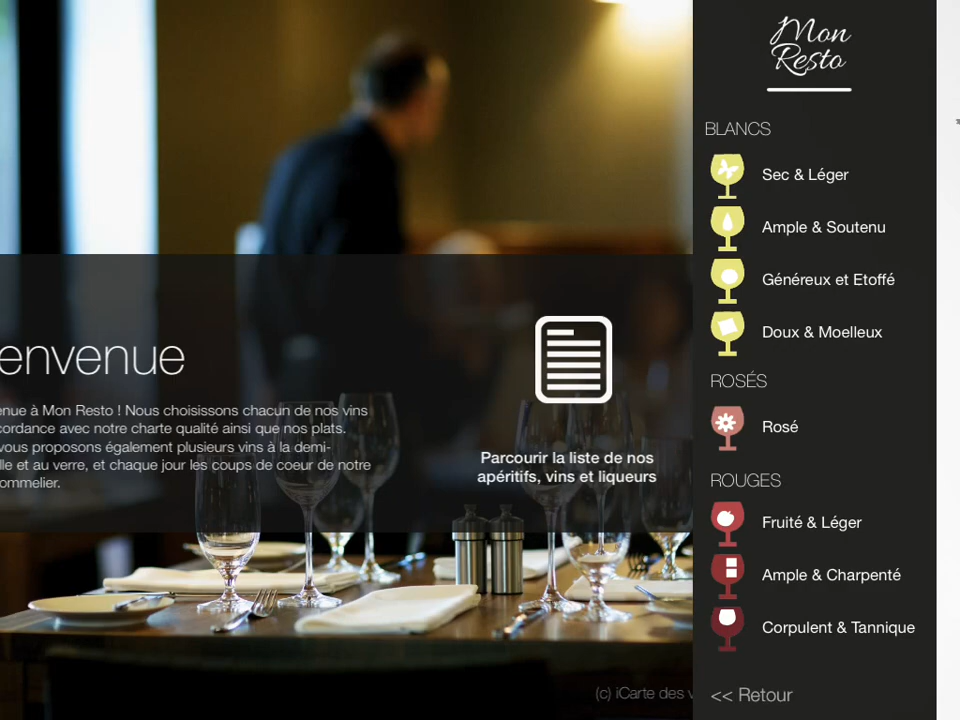 Mon
Resto
BLANCS
Sec & Léger
Ample & Soutenu
Généreux et Etoffé
Doux & Moelleux
ROSÉS
Rosé
ROUGES
Fruité & Léger
Ample & Charpenté
Corpulent & Tannique
<< Retour
envenue
enue à Mon Resto ! Nous choisissons chacun de nos vins
cordance avec notre charte qualité ainsi que nos plats.
vous proposons également plusieurs vins à la demi-
lle et au verre, et chaque jour les coups de coeur de notre
ommelier.
Parcourir la liste de nos
apéritifs, vins et liqueurs
(c) iCarte des v